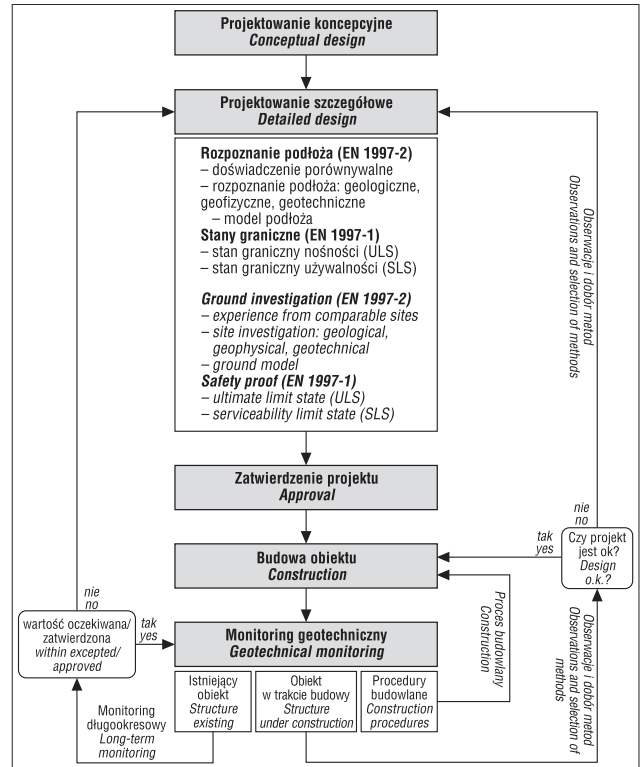 Projektowanie koncepcyjne
Conceptual design
Projektowanie szczegółowe
Detailed design
Rozpoznanie podłoża (EN 1997-2)
– doświadczenie porównywalne
– rozpoznanie podłoża: geologiczne,
geofizyczne, geotechniczne
– model podłoża
Stany graniczne (EN 1997-1)
– stan graniczny nośności (ULS)
– stan graniczny używalności (SLS)
Ground investigation (EN 1997-2)
– experience from comparable sites
– site investigation: geological,
geophysical, geotechnical
– ground model
Safety proof (EN 1997-1)
– ultimate limit state (ULS)
– serviceability limit state (SLS)
Obserwacje i dobór metod
Observations and selection of methods
Zatwierdzenie projektu
Approval
nie
no
tak
yes
Czy projekt
jest ok?
Design
o.k.?
Budowa obiektu
Construction
Proces budowlany
Construction
Obserwacje i dobór metod
Observations and selection of
methods
nie
no
wartość oczekiwana/
zatwierdzona
within excepted/
approved
tak
yes
Monitoring geotechniczny
Geotechnical monitoring
Istniejący
obiekt
Structure
existing
Obiekt
w trakcie budowy
Structure
under construction
Procedury
budowlane
Construction
procedures
Monitoring
długookresowy
Long-term
monitoring